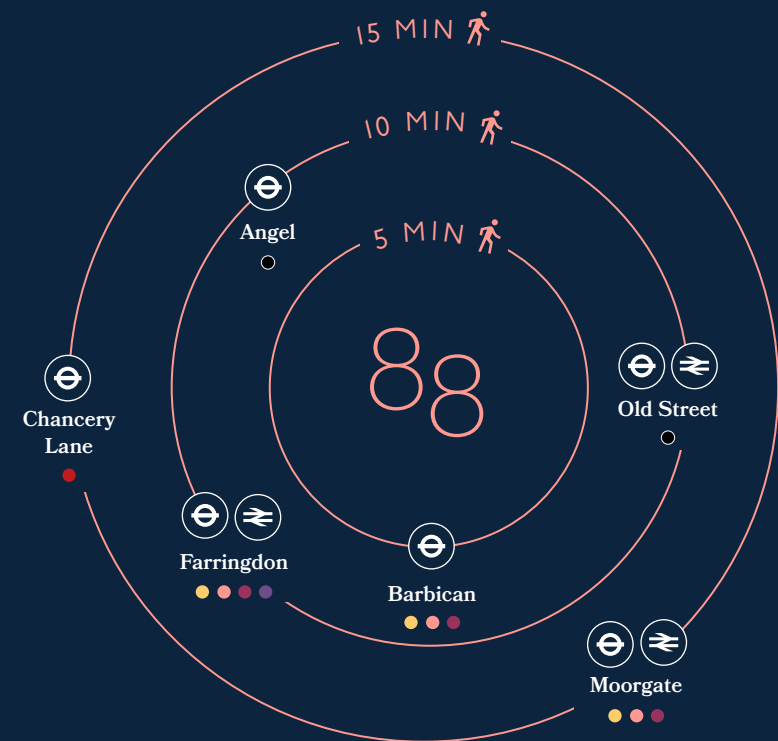 15 MIN
10 MIN
Angel
5 MIN
88
Chancery
Lane
Old Street
Farringdon
Barbican
Moorgate